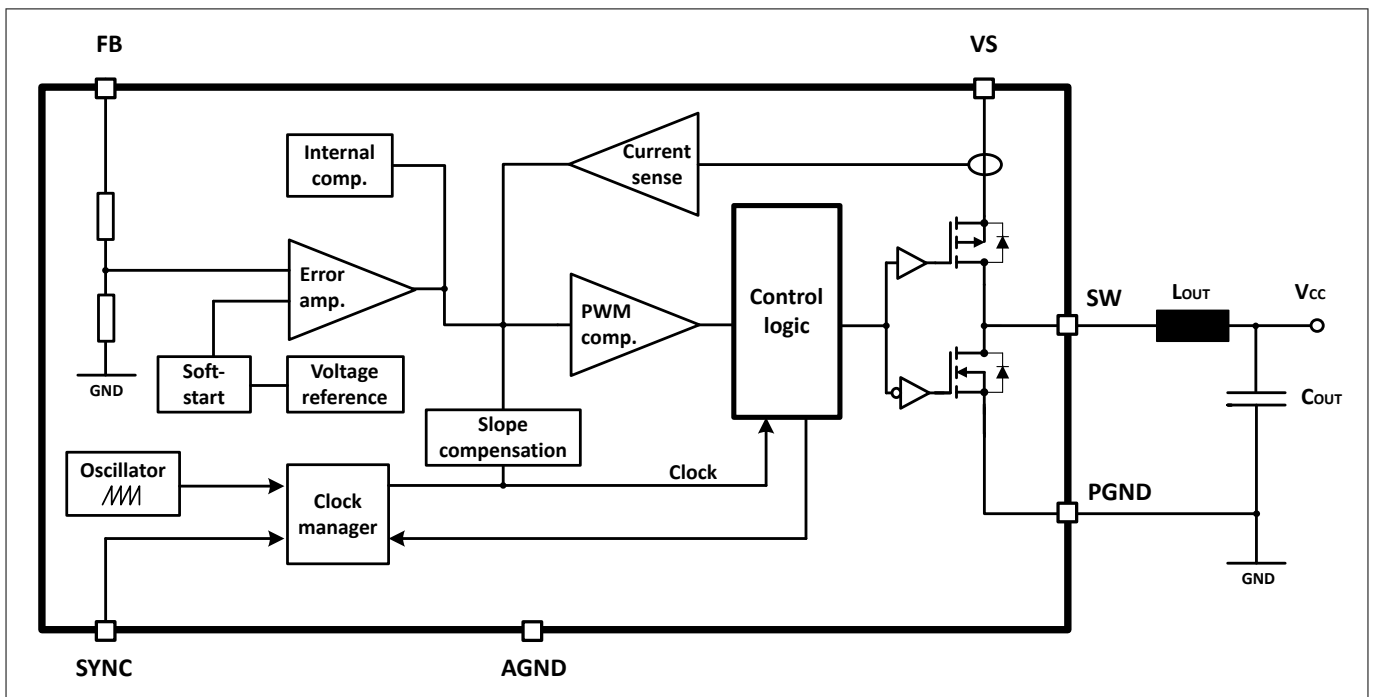 FB
VS
Internal
comp.
Current
sense
Error
amp.
PWM
comp.
Control
logic
SW
LOUT
VCC
GND
Soft-
start
Voltage
reference
COUT
Slope
compensation
Oscillator
Clock
manager
Clock
PGND
GND
SYNC
AGND